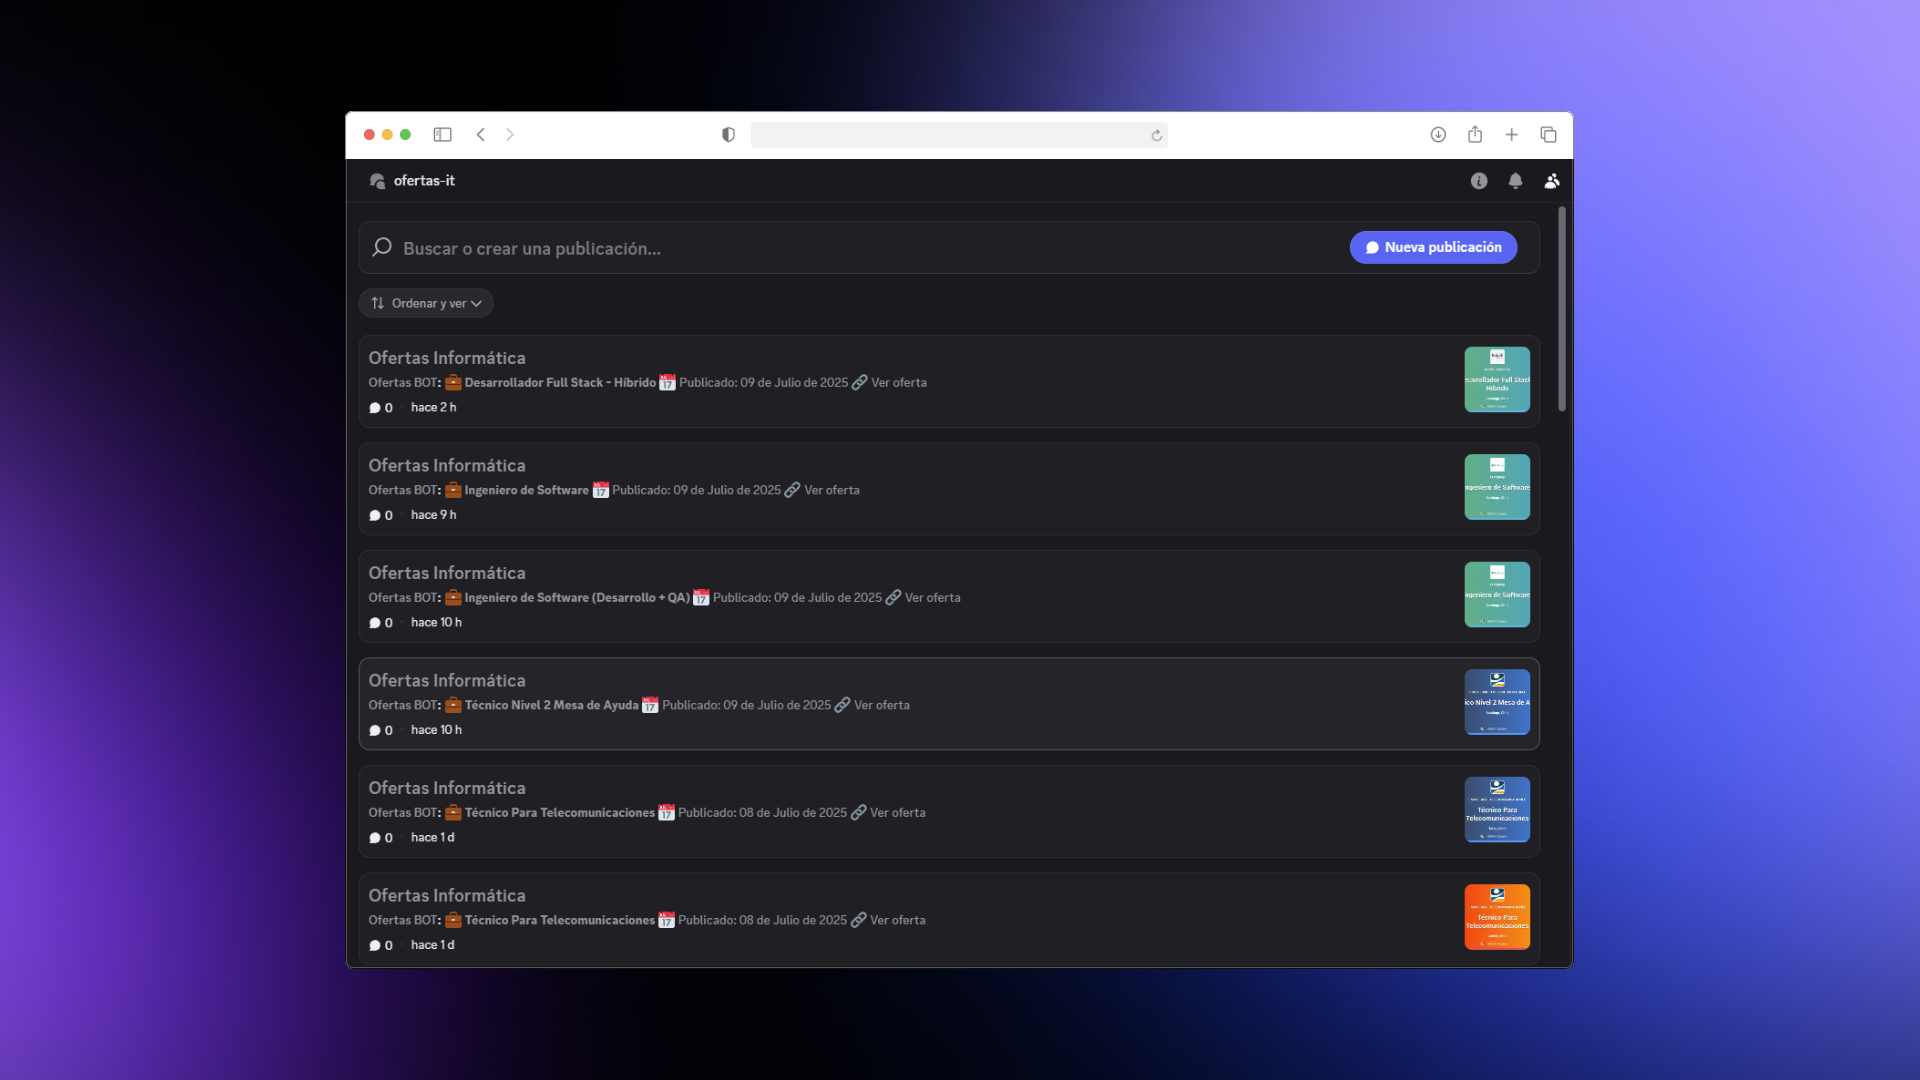 ofertas-it
Buscar o crear una publicación...
Nueva publicación
Ordenar y ver
Ofertas Informática
Ofertas BOT: 💼 Desarrollador Full Stack - Híbrido 📅 Publicado: 09 de Julio de 2025 🔗 Ver oferta
0 · hace 2 h
Ofertas Informática
Ofertas BOT: 💼 Ingeniero de Software 📅 Publicado: 09 de Julio de 2025 🔗 Ver oferta
0 · hace 9 h
Ingeniero de Software
Ofertas Informática
Ofertas BOT: 💼 Ingeniero de Software (Desarrollo + QA) 📅 Publicado: 09 de Julio de 2025 🔗 Ver oferta
0 · hace 10 h
Ingeniero de Software
Ofertas Informática
Ofertas BOT: 💼 Técnico Nivel 2 Mesa de Ayuda 📅 Publicado: 09 de Julio de 2025 🔗 Ver oferta
0 · hace 10 h
ico Nivel 2 Mesa de A
Ofertas Informática
Ofertas BOT: 💼 Técnico Para Telecomunicaciones 📅 Publicado: 08 de Julio de 2025 🔗 Ver oferta
0 · hace 1 d
Técnico Para
Telecomunicaciones
Ofertas Informática
Ofertas BOT: 💼 Técnico Para Telecomunicaciones 📅 Publicado: 08 de Julio de 2025 🔗 Ver oferta
0 · hace 1 d
Técnico Para
Telecomunicaciones